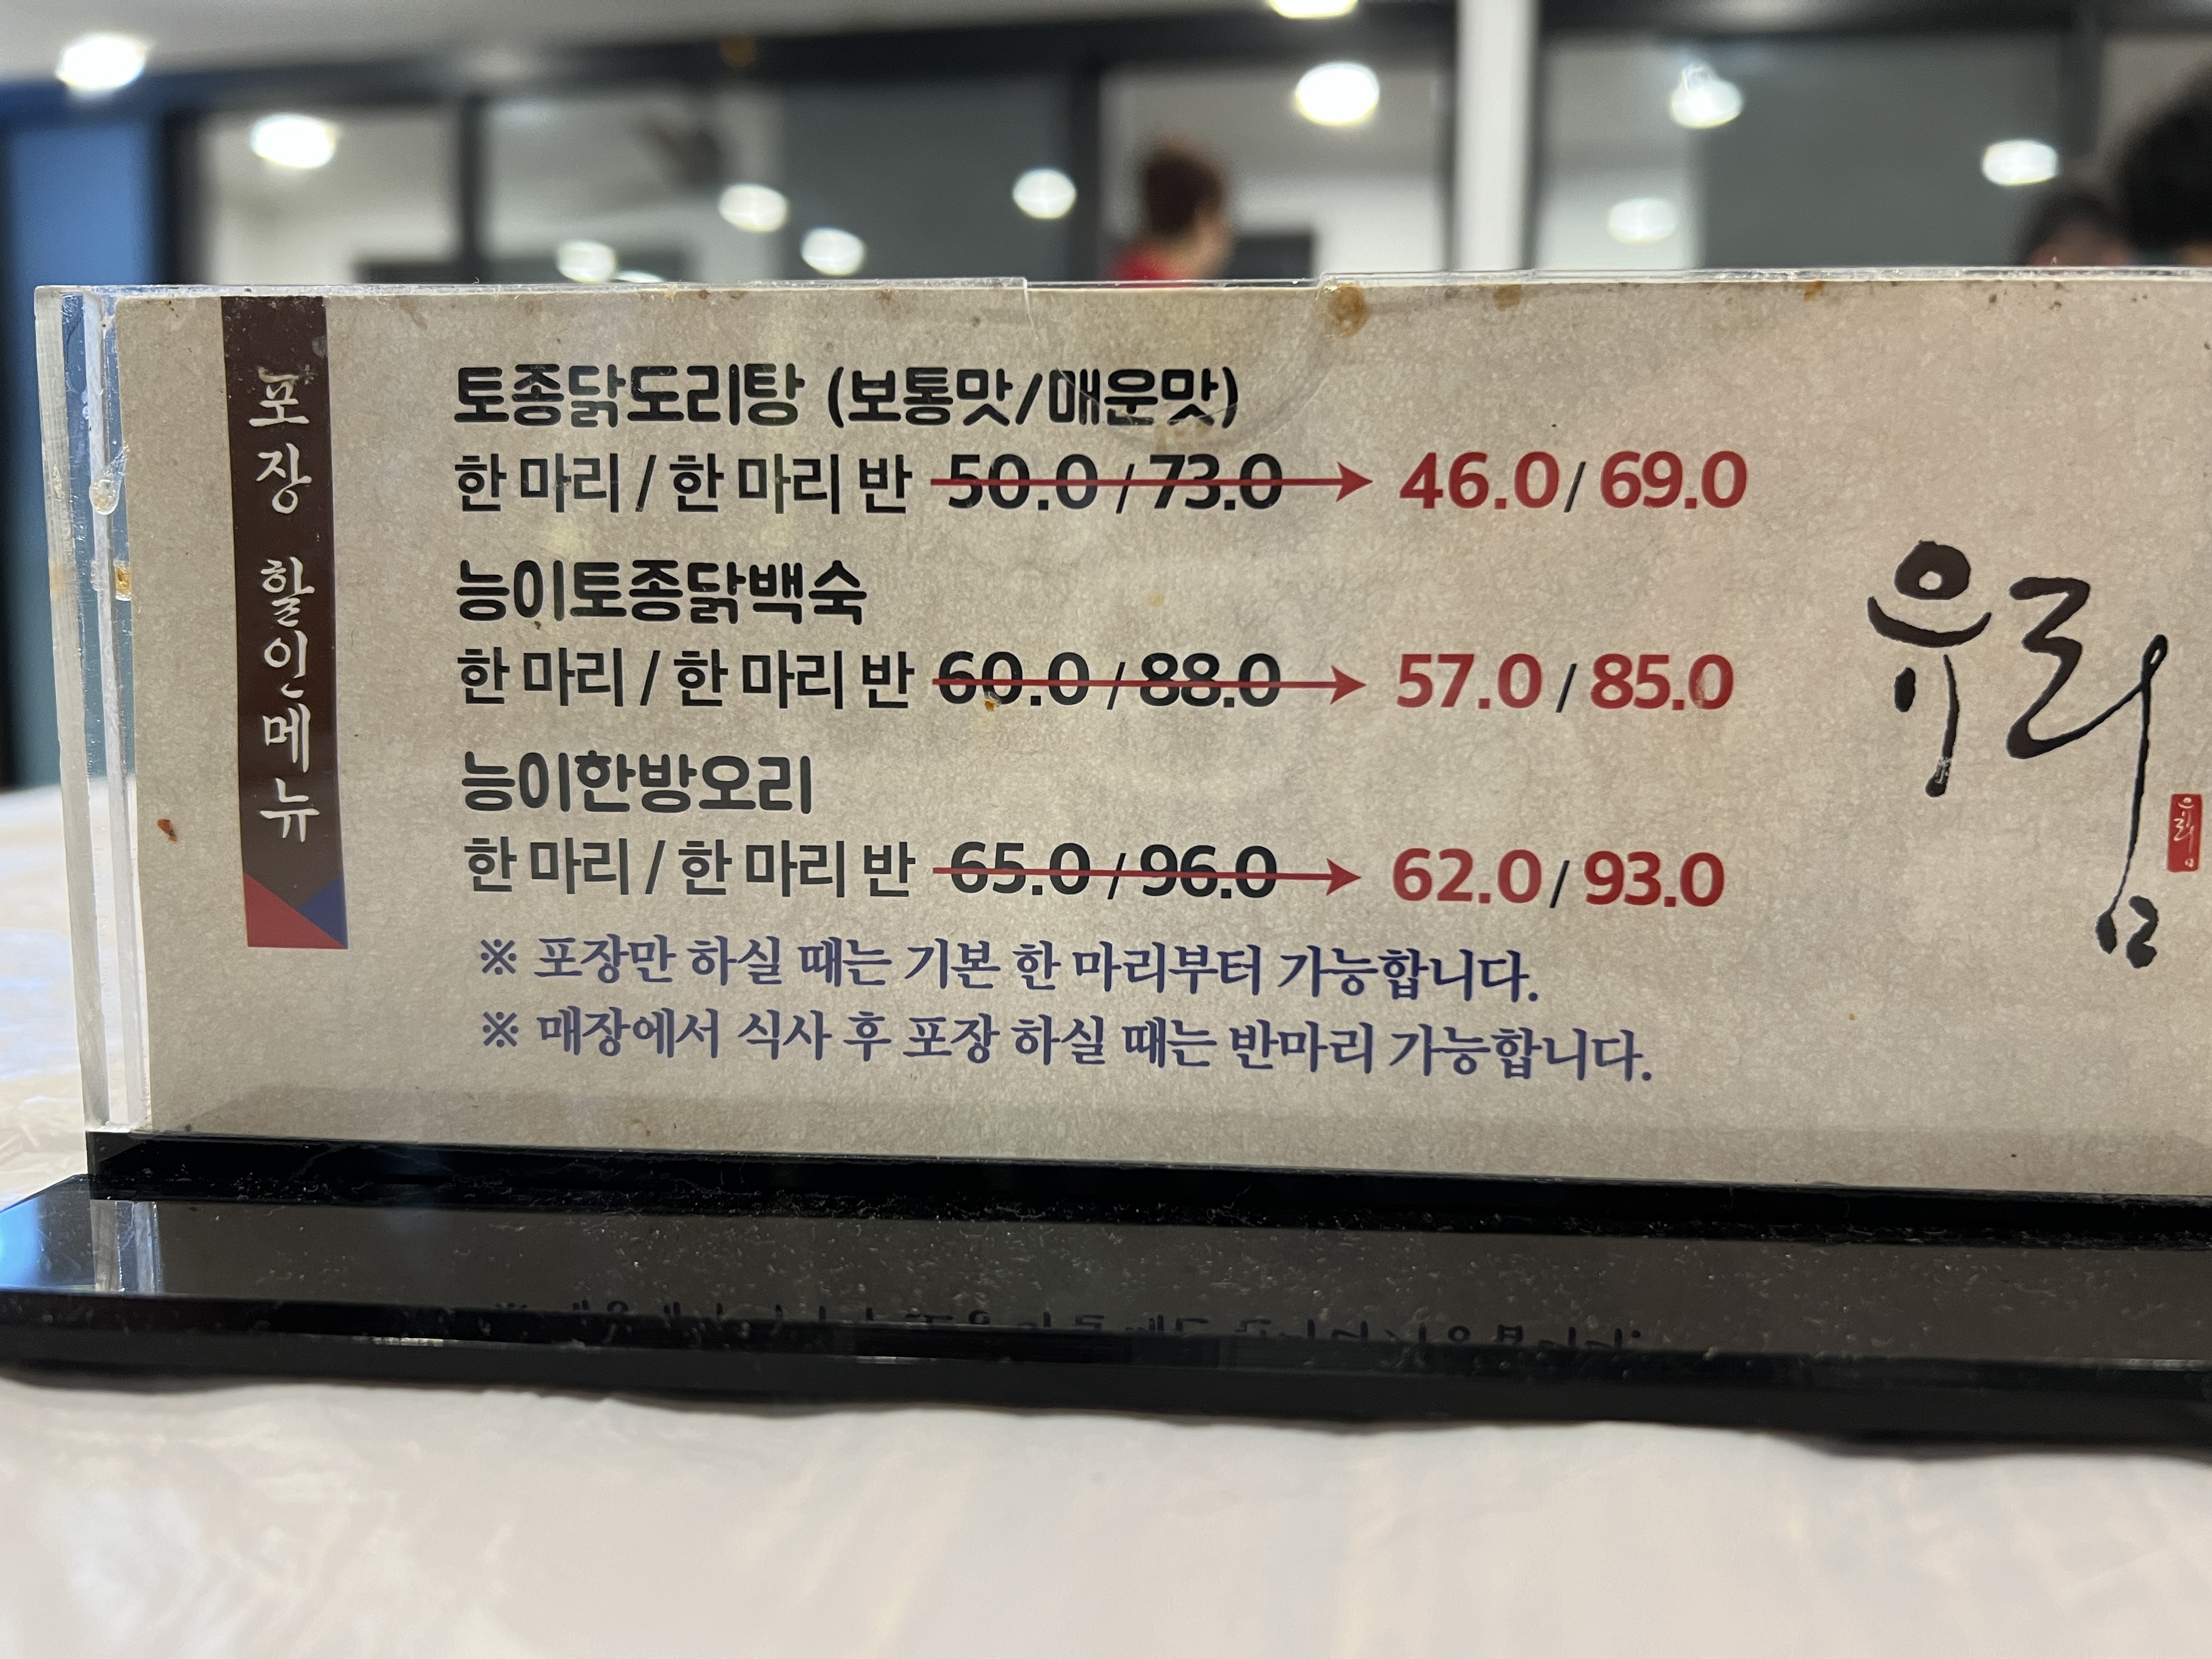 포장 할인메뉴
토종닭도리탕 (보통맛/매운맛)
한 마리 / 한 마리 반 50.0 / 73.0 → 46.0 / 69.0
능이토종닭백숙
한 마리 / 한 마리 반 60.0 / 88.0 → 57.0 / 85.0
능이한방오리
한 마리 / 한 마리 반 65.0 / 96.0 → 62.0 / 93.0
※ 포장만 하실 때는 기본 한 마리부터 가능합니다.
※ 매장에서 식사 후 포장 하실 때는 반마리 가능합니다.
유림